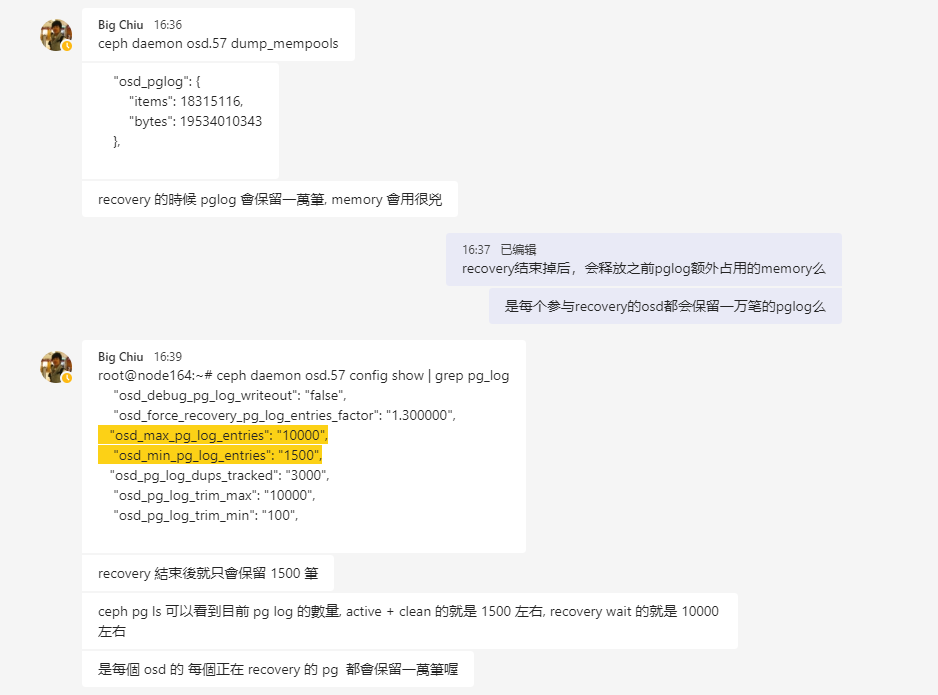 Big Chiu 16:36
ceph daemon osd.57 dump_mempools
"osd_pglog": {
"items": 18315116,
"bytes": 19534010343
},
recovery 的時候 pglog 會保留一萬筆, memory 會用很兇
16:37 已编辑
recovery结束掉后，会释放之前pglog额外占用的memory么
是每个参与recovery的osd都会保留一万笔的pglog么
Big Chiu 16:39
root@node164:~# ceph daemon osd.57 config show | grep pg_log
"osd_debug_pg_log_writeout": "false",
"osd_force_recovery_pg_log_entries_factor": "1.300000",
"osd_max_pg_log_entries": "10000",
"osd_min_pg_log_entries": "1500",
"osd_pg_log_dups_tracked": "3000",
"osd_pg_log_trim_max": "10000",
"osd_pg_log_trim_min": "100",
recovery 結束後就只會保留 1500 筆
ceph pg ls 可以看到目前 pg log 的數量, active + clean 的就是 1500 左右, recovery wait 的就是 10000
左右
是每個 osd 的 每個正在 recovery 的 pg 都會保留一萬筆喔